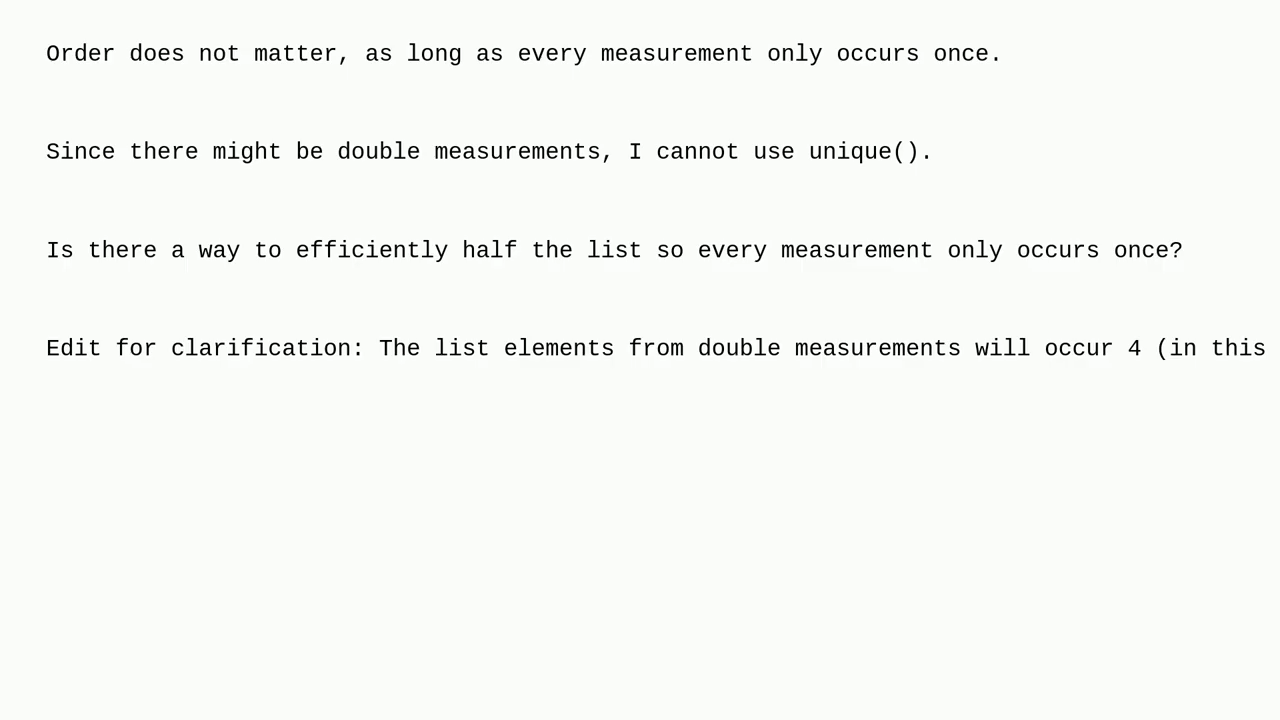 Order does not matter, as long as every measurement only occurs once.
Since there might be double measurements, I cannot use unique().
Is there a way to efficiently half the list so every measurement only occurs once?
Edit for clarification: The list elements from double measurements will occur 4 (in this